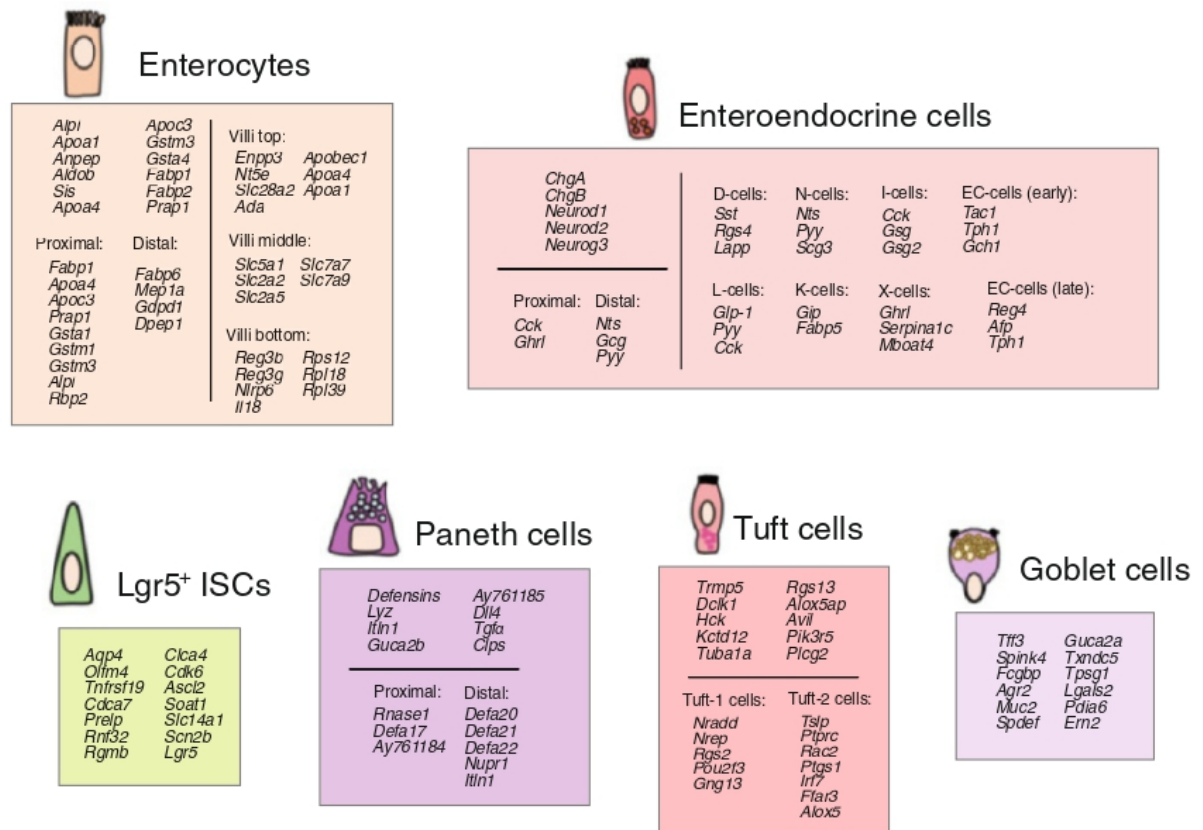 Enterocytes
Alpi
Apoa1
Anpep
Aldob
Sis
Apoa4
Apoc3
Gstm3
Gsta4
Fabp1
Fabp2
Prap1
Proximal:
Fabp1
Apoa4
Apoc3
Prap1
Gsta1
Gstm1
Gstm3
Alpi
Rbp2
Distal:
Fabp6
Mep1a
Gdpd1
Dpep1
Villi top:
Enpp3 Apobec1
Nt5e Apoa4
Slc28a2 Apoa1
Ada
Villi middle:
Slc5a1 Slc7a7
Slc2a2 Slc7a9
Slc2a5
Villi bottom:
Reg3b Rps12
Reg3g Rpl18
Nlrp6 Rpl39
Il18
Enteroendocrine cells
ChgA
ChgB
Neurod1
Neurod2
Neurog3
Proximal:
Cck
Ghrl
Distal:
Nts
Gcg
Pyy
D-cells:
Sst
Rgs4
Lapp
N-cells:
Nts
Pyy
Scg3
I-cells:
Cck
Gsg
Gsg2
EC-cells (early):
Tac1
Tph1
Gch1
L-cells:
Glp-1
Pyy
Cck
K-cells:
Gip
Fabp5
X-cells:
Ghrl
Serpina1c
Mboat4
EC-cells (late):
Reg4
Afp
Tph1
Lgr5+ ISCs
Aqp4
Olfm4
Tnfrsf19
Cdca7
Prelp
Rnf32
Rgmb
Clca4
Cdk6
Ascl2
Soat1
Slc14a1
Scn2b
Lgr5
Paneth cells
Defensins
Lyz
Itln1
Guca2b
Ay761185
Dll4
Tgfα
Clps
Proximal:
Rnase1
Defa17
Ay761184
Distal:
Defa20
Defa21
Defa22
Nupr1
Itln1
Tuft cells
Trmp5
Dclk1
Hck
Kctd12
Tuba1a
Rgs13
Alox5ap
Avil
Pik3r5
Plcg2
Tuft-1 cells:
Nradd
Nrep
Rgs2
Pou2f3
Gng13
Tuft-2 cells:
Tslp
Ptprc
Rac2
Ptgs1
Irf7
Ffar3
Alox5
Goblet cells
Tff3
Spink4
Fcgbp
Agr2
Muc2
Spdef
Guca2a
Txndc5
Tpsg1
Lgals2
Pdia6
Ern2